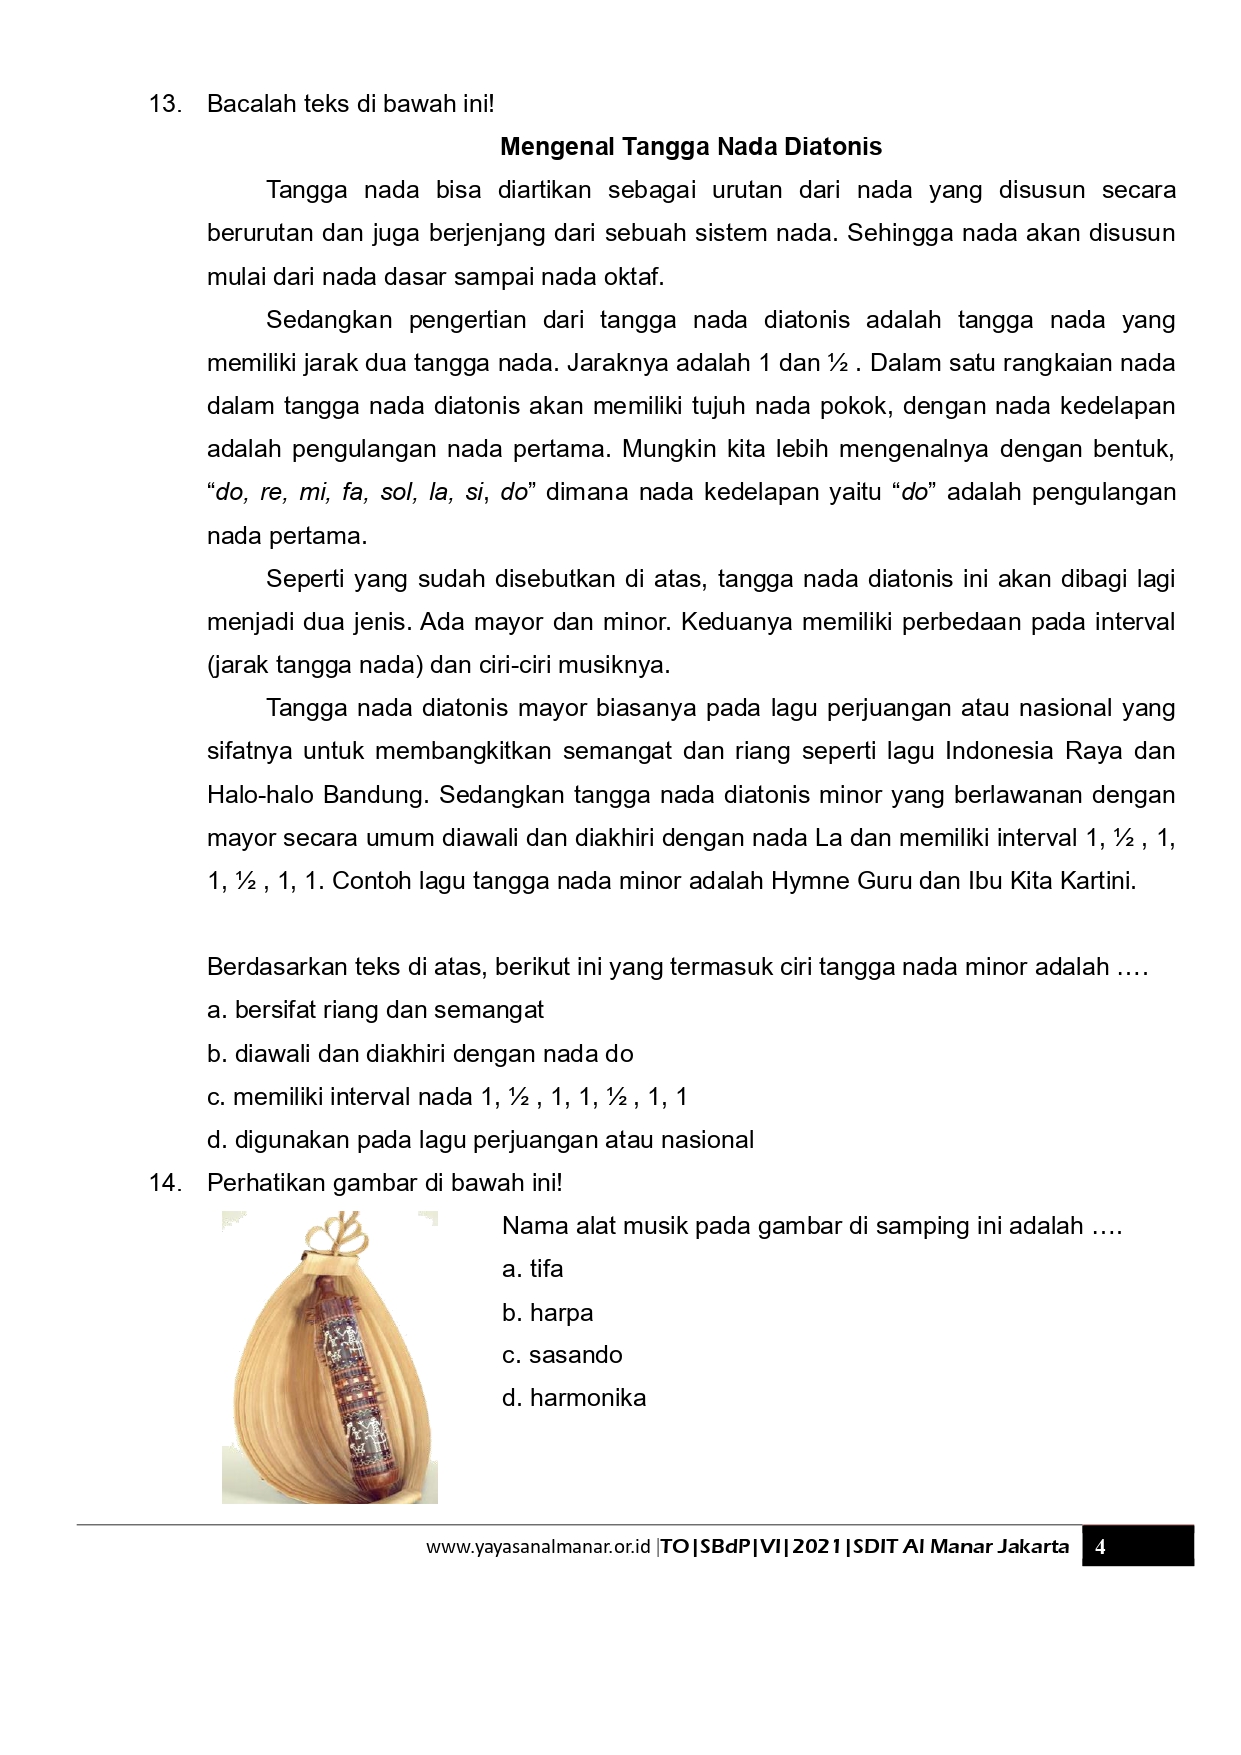 13. Bacalah teks di bawah ini!
Mengenal Tangga Nada Diatonis
Tangga nada bisa diartikan sebagai urutan dari nada yang disusun secara
berurutan dan juga berjenjang dari sebuah sistem nada. Sehingga nada akan disusun
mulai dari nada dasar sampai nada oktaf.
Sedangkan pengertian dari tangga nada diatonis adalah tangga nada yang
memiliki jarak dua tangga nada. Jaraknya adalah 1 dan ½ . Dalam satu rangkaian nada
dalam tangga nada diatonis akan memiliki tujuh nada pokok, dengan nada kedelapan
adalah pengulangan nada pertama. Mungkin kita lebih mengenalnya dengan bentuk,
“do, re, mi, fa, sol, la, si, do” dimana nada kedelapan yaitu “do” adalah pengulangan
nada pertama.
Seperti yang sudah disebutkan di atas, tangga nada diatonis ini akan dibagi lagi
menjadi dua jenis. Ada mayor dan minor. Keduanya memiliki perbedaan pada interval
(jarak tangga nada) dan ciri-ciri musiknya.
Tangga nada diatonis mayor biasanya pada lagu perjuangan atau nasional yang
sifatnya untuk membangkitkan semangat dan riang seperti lagu Indonesia Raya dan
Halo-halo Bandung. Sedangkan tangga nada diatonis minor yang berlawanan dengan
mayor secara umum diawali dan diakhiri dengan nada La dan memiliki interval 1, ½ , 1,
1, ½ , 1, 1. Contoh lagu tangga nada minor adalah Hymne Guru dan Ibu Kita Kartini.
Berdasarkan teks di atas, berikut ini yang termasuk ciri tangga nada minor adalah ….
a. bersifat riang dan semangat
b. diawali dan diakhiri dengan nada do
c. memiliki interval nada 1, ½ , 1, 1, ½ , 1, 1
d. digunakan pada lagu perjuangan atau nasional
14. Perhatikan gambar di bawah ini!
Nama alat musik pada gambar di samping ini adalah ….
a. tifa
b. harpa
c. sasando
d. harmonika
www.yayasanalmanar.or.id |TO|SBdP|VI|2021|SDIT Al Manar Jakarta 4